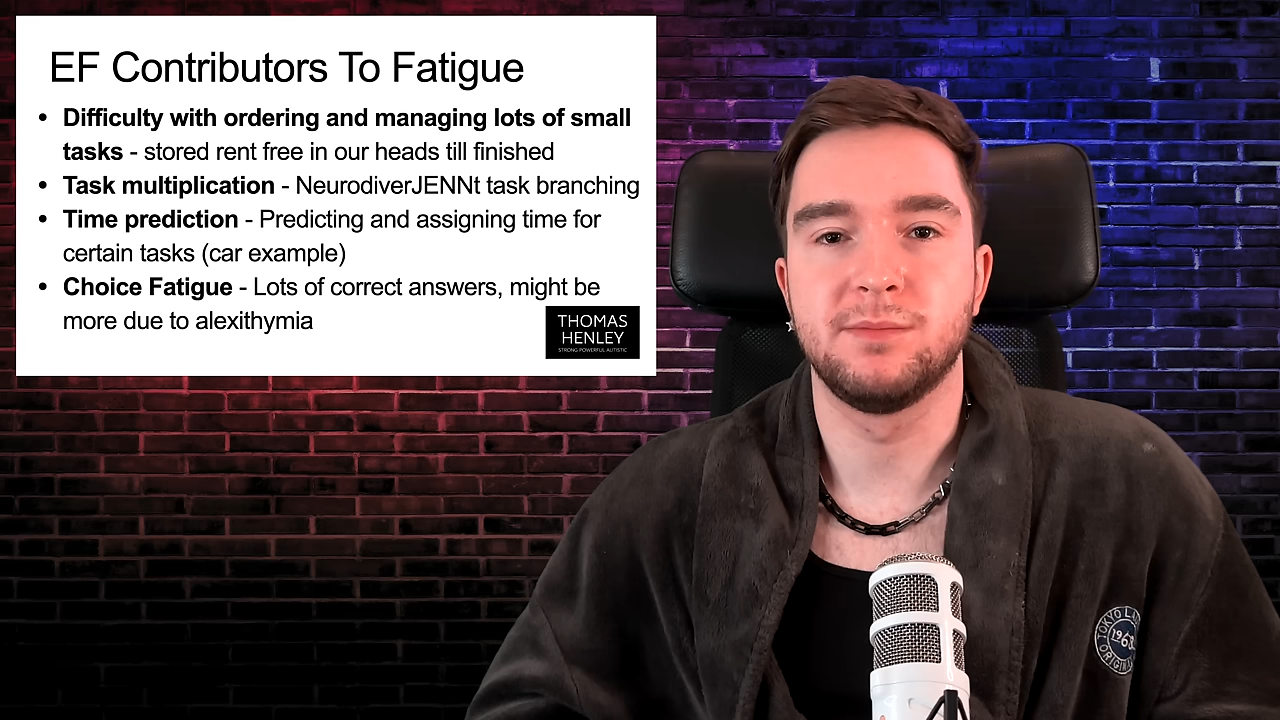 EF Contributors To Fatigue
• Difficulty with ordering and managing lots of small
tasks - stored rent free in our heads till finished
• Task multiplication - NeurodiverJENNt task branching
• Time prediction - Predicting and assigning time for
certain tasks (car example)
• Choice Fatigue - Lots of correct answers, might be
more due to alexithymia
THOMAS
HENLEY
STRONG POWERFUL AUTISTIC
1963